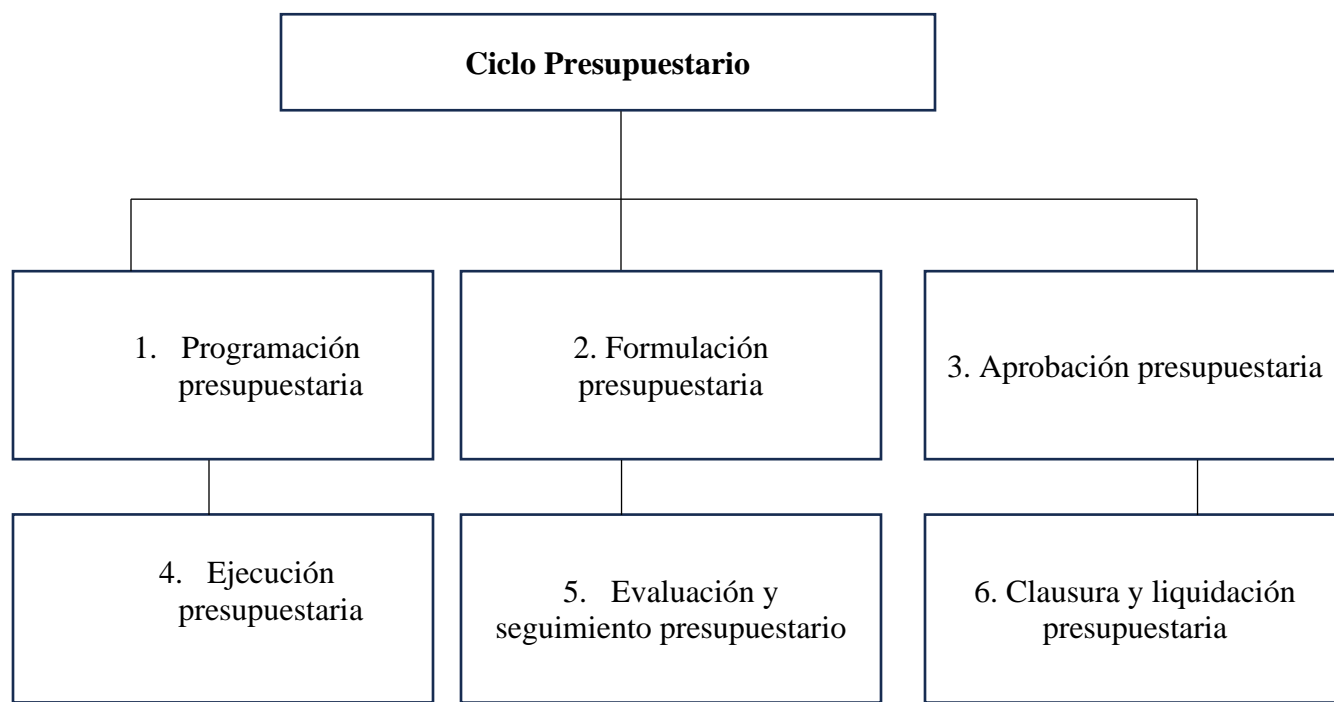 Ciclo Presupuestario
1. Programación
presupuestaria
2. Formulación
presupuestaria
3. Aprobación presupuestaria
4. Ejecución
presupuestaria
5. Evaluación y
seguimiento presupuestario
6. Clausura y liquidación
presupuestaria